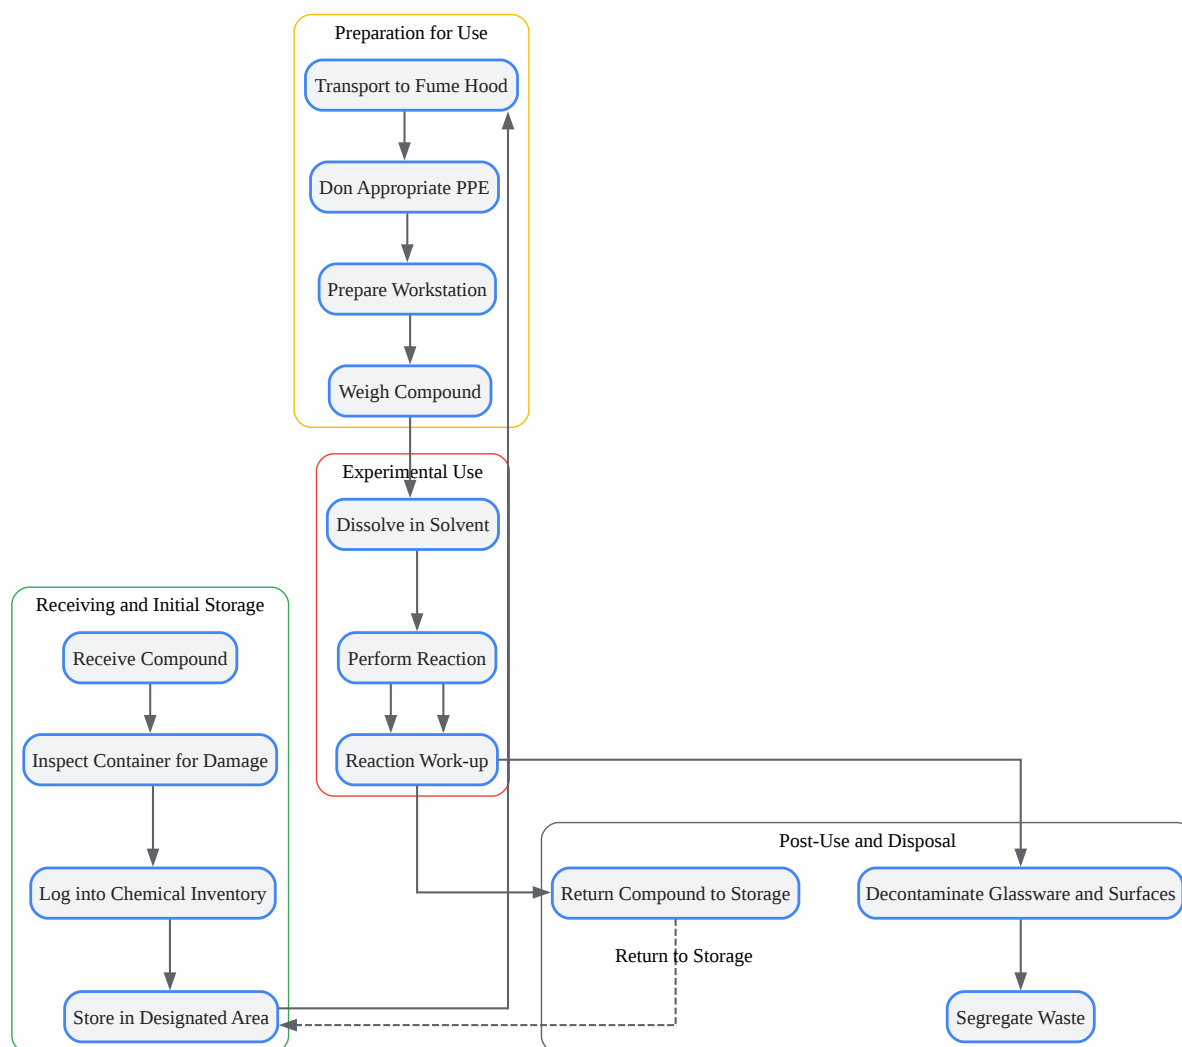 Preparation for Use
Transport to Fume Hood
Don Appropriate PPE
Prepare Workstation
Weigh Compound
Experimental Use
Dissolve in Solvent
Perform Reaction
Reaction Work-up
Receiving and Initial Storage
Receive Compound
Inspect Container for Damage
Log into Chemical Inventory
Store in Designated Area
Post-Use and Disposal
Return Compound to Storage
Decontaminate Glassware and Surfaces
Return to Storage
Segregate Waste